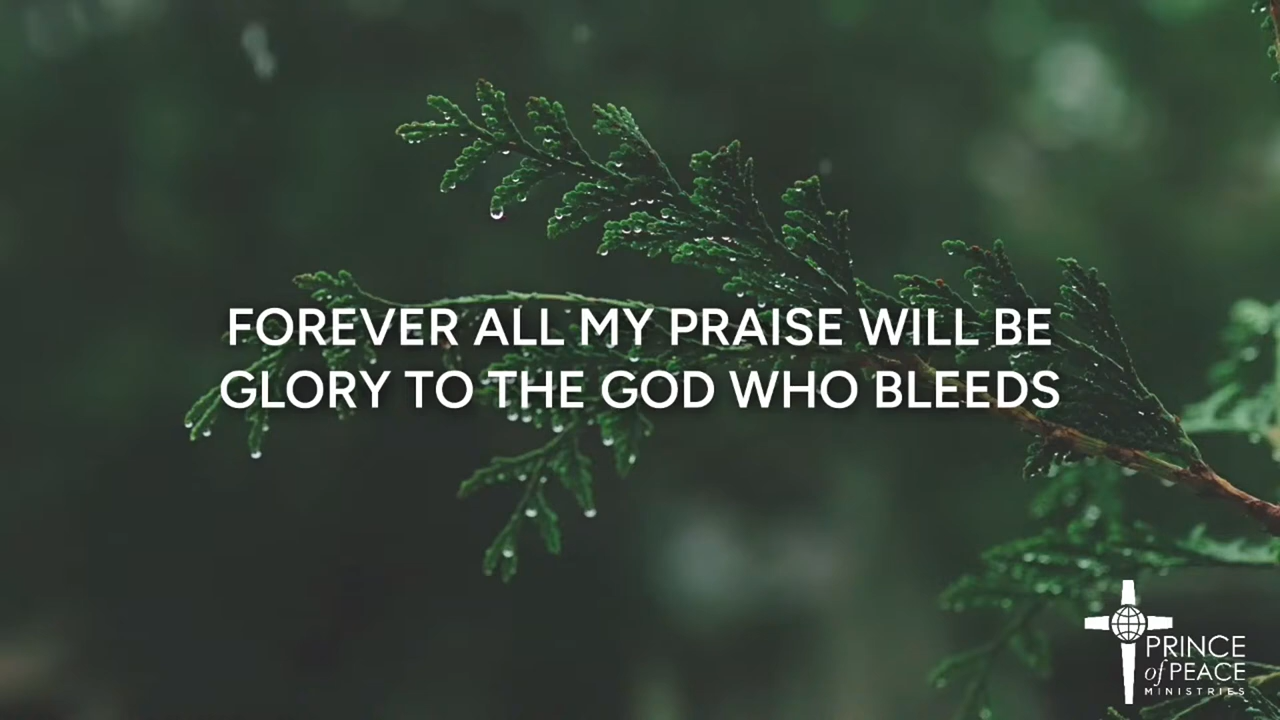 FOREVER ALL MY PRAISE WILL BE
GLORY TO THE GOD WHO BLEEDS
PRINCE
of PEACE
MINISTRIES